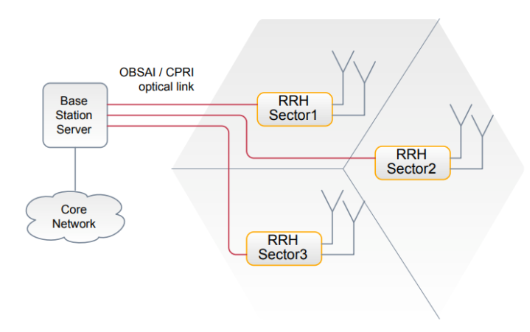 OBSAI / CPRI
optical link
Base
Station
Server
RRH
Sector1
RRH
Sector2
Core
Network
RRH
Sector3